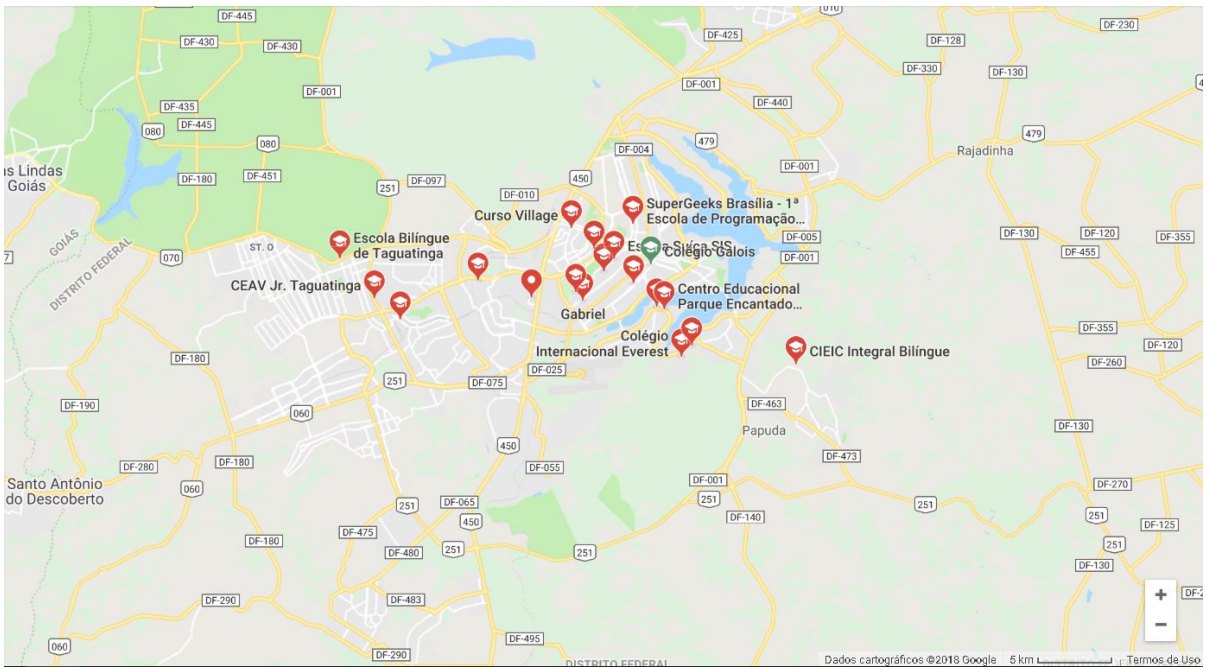 DF-445
010
DF-230
DF-430
DF-430
DF-425
DF-128
DF-330
DF-130
DF-001
DF-001
DF-435
DF-440
DF-445
080
080
479
479
DF-004
Rajadinha
DF-001
as Lindas
Goiás
DF-180
DF-451
251
DF-097
450
DF-010
SuperGeeks Brasília - 1ª
Escola de Programação...
Curso Village
GOIÁS
DISTRITO FEDERAL
070
ST. O
Escola Bilíngue
de Taguatinga
Escola Suíça SIS
Colégio Galois
DF-005
DF-001
DF-130
DF-120
DF-455
DF-355
CEAV Jr. Taguatinga
Centro Educacional
Parque Encantado...
Gabriel
Colégio
Internacional Everest
CIEIC Integral Bilíngue
DF-355
DF-120
DF-260
DF-180
DF-025
251
DF-075
DF-190
060
DF-463
Papuda
DF-130
450
DF-473
DF-280
DF-180
DF-055
Santo Antônio
do Descoberto
060
DF-001
251
DF-270
251
DF-065
251
251
DF-140
450
DF-125
DF-475
DF-180
DF-480
251
251
251
DF-130
DF-290
DF-483
060
DF-290
DF-495
DISTRITO FEDERAL
Dados cartográficos ©2018 Google
5 km
Termos de Uso